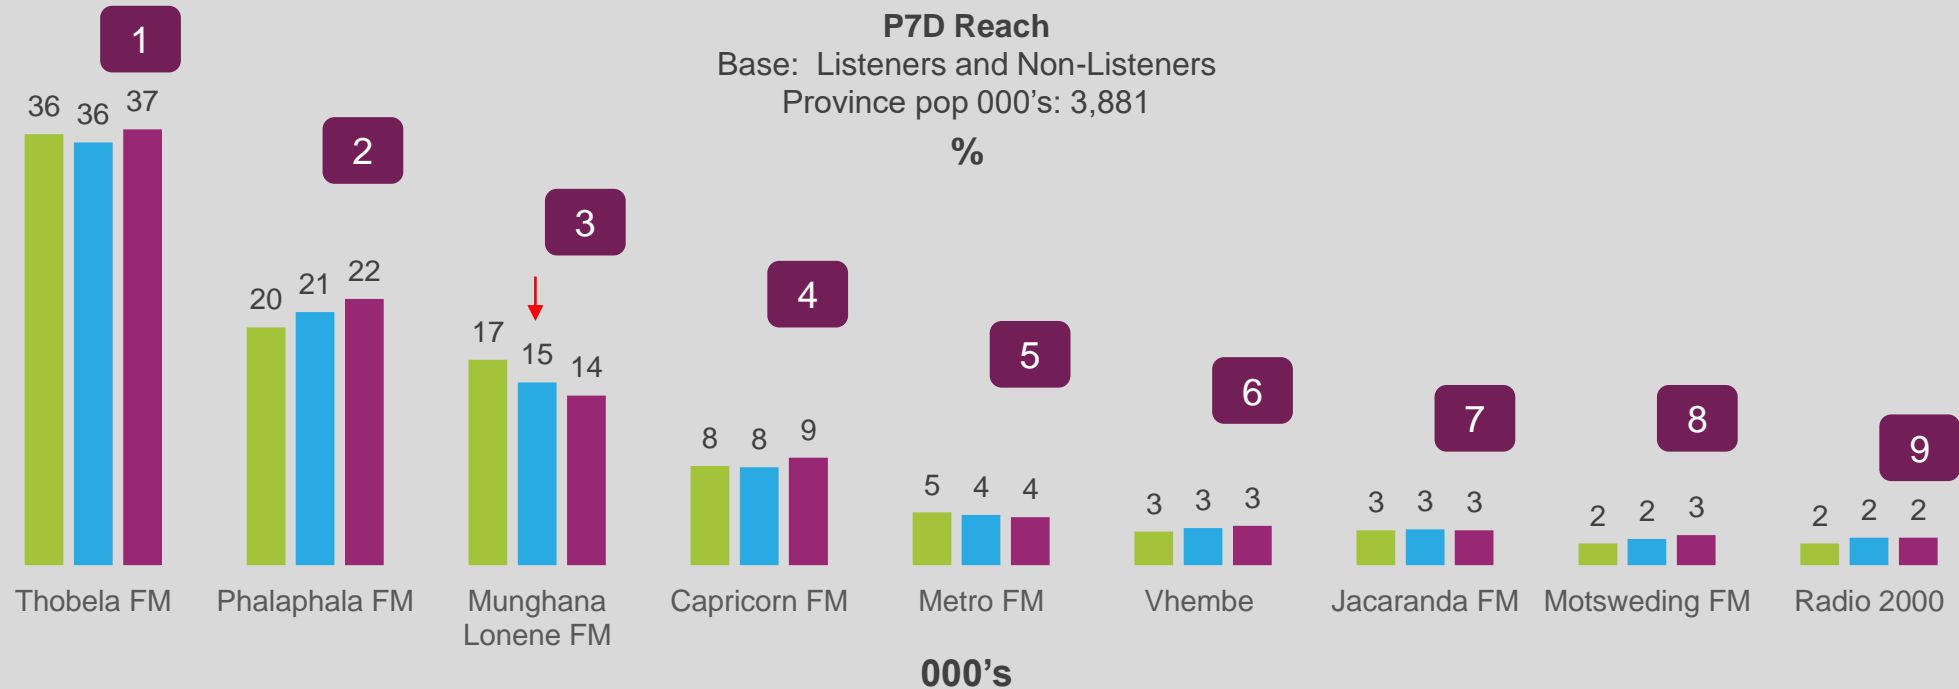 P7D Reach
Base:  Listeners and Non-Listeners
Province pop 000’s: 3,881
%
1
2
3
4
5
6
7
8
9
36 36 37
20 21 22
17 15 14
8 8 9
5 4 4
3 3 3
3 3 3
2 2 3
2 2 2
Thobela FM
Phalaphala FM
Munghana
Lonene FM
Capricorn FM
Metro FM
Vhembe
Jacaranda FM
Motsweding FM
Radio 2000
000’s